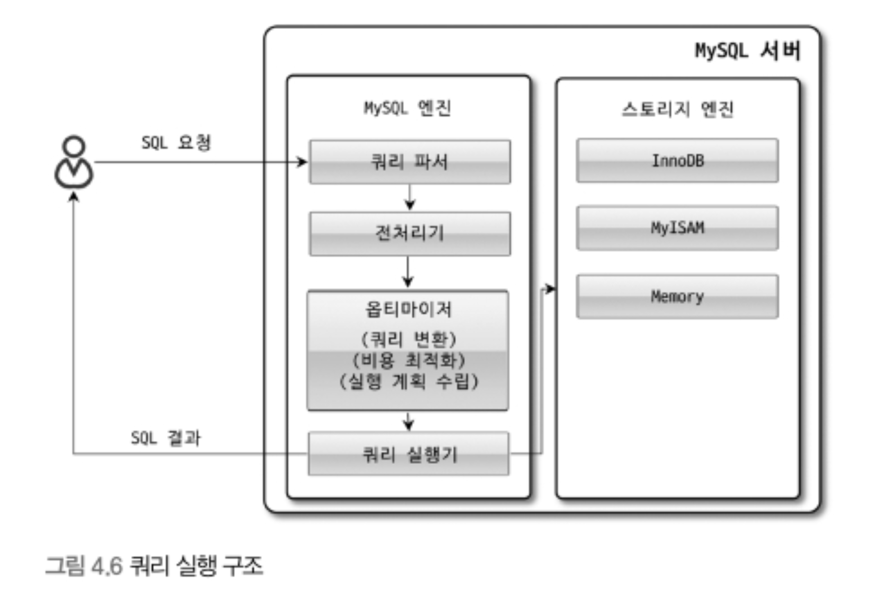 MySQL 서버
MySQL 엔진
스토리지 엔진
SQL 요청
쿼리 파서
InnoDB
전처리기
MyISAM
Memory
옵티마이저
(쿼리 변환)
(비용 최적화)
(실행 계획 수립)
SQL 결과
쿼리 실행기
그림 4.6 쿼리 실행 구조